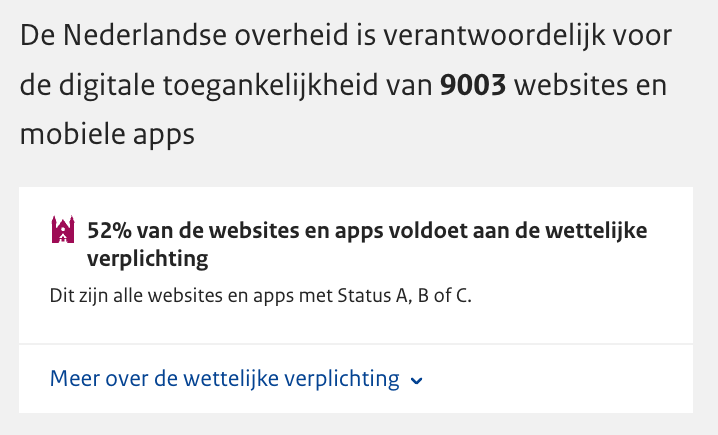 De Nederlandse overheid is verantwoordelijk voor
de digitale toegankelijkheid van 9003 websites en
mobiele apps
52% van de websites en apps voldoet aan de wettelijke
verplichting
Dit zijn alle websites en apps met Status A, B of C.
Meer over de wettelijke verplichting